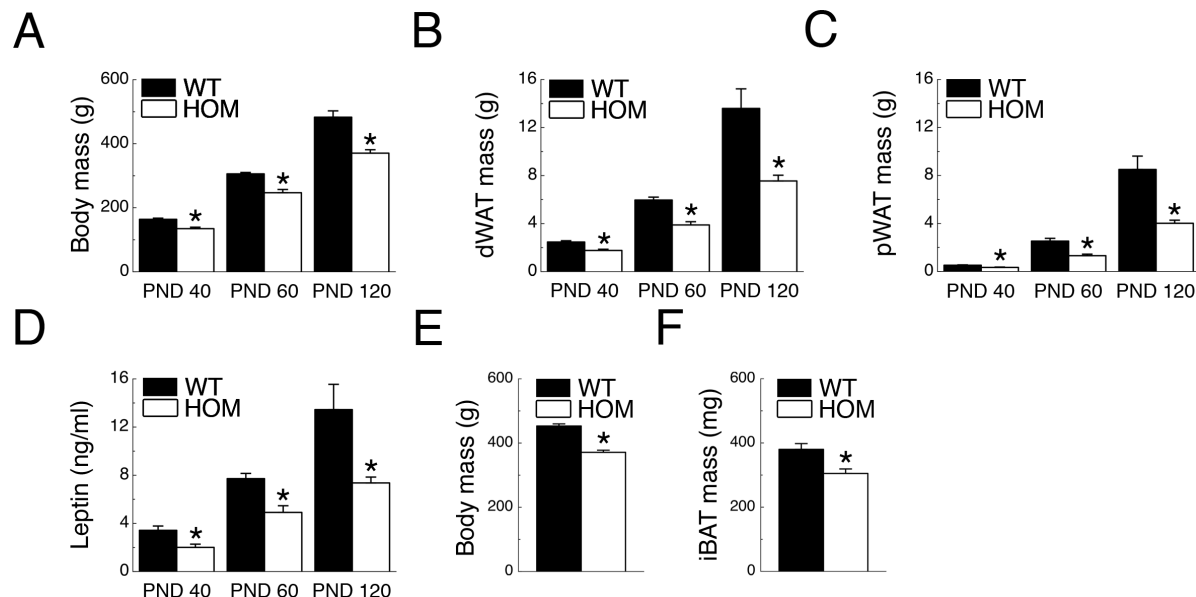 A
Body mass (g)
600
400
200
0
WT
HOM
*
*
*
PND 40 PND 60 PND 120
B
dWAT mass (g)
16
12
8
4
0
WT
HOM
*
*
*
PND 40 PND 60 PND 120
C
pWAT mass (g)
16
12
8
4
0
WT
HOM
*
*
*
PND 40 PND 60 PND 120
D
Leptin (ng/ml)
16
12
8
4
0
WT
HOM
*
*
*
PND 40 PND 60 PND 120
E
Body mass (g)
600
400
200
0
WT
HOM
*
F
iBAT mass (mg)
600
400
200
0
WT
HOM
*